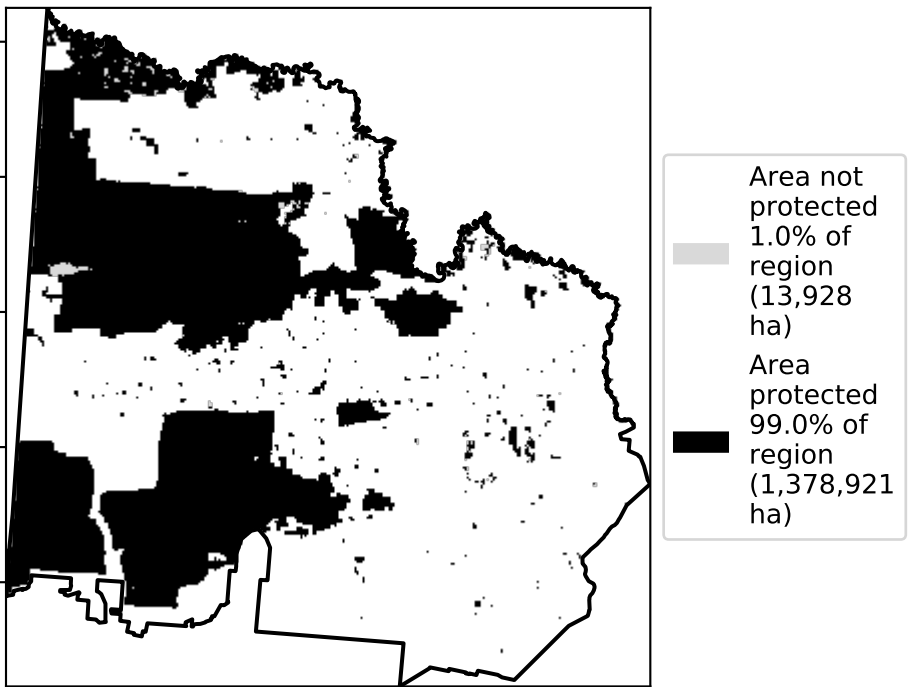 Area not
protected
1.0% of
region
(13,928
ha)
Area
protected
99.0% of
region
(1,378,921
ha)